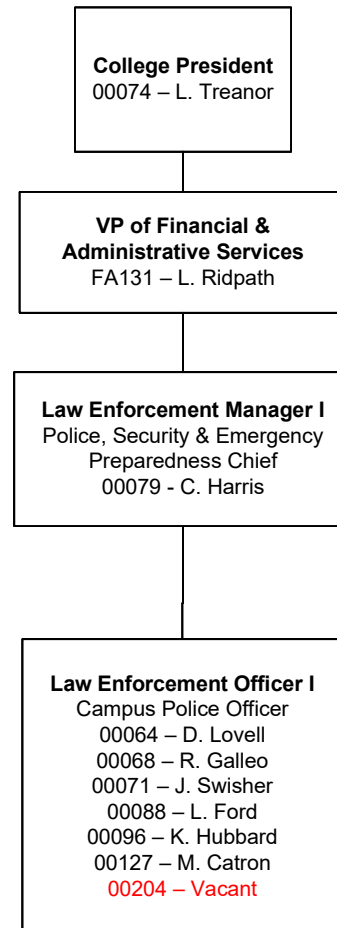 College President
00074 – L. Treanor
VP of Financial &
Administrative Services
FA131 – L. Ridpath
Law Enforcement Manager I
Police, Security & Emergency
Preparedness Chief
00079 - C. Harris
Law Enforcement Officer I
Campus Police Officer
00064 – D. Lovell
00068 – R. Galleo
00071 – J. Swisher
00088 – L. Ford
00096 – K. Hubbard
00127 – M. Catron
00204 – Vacant